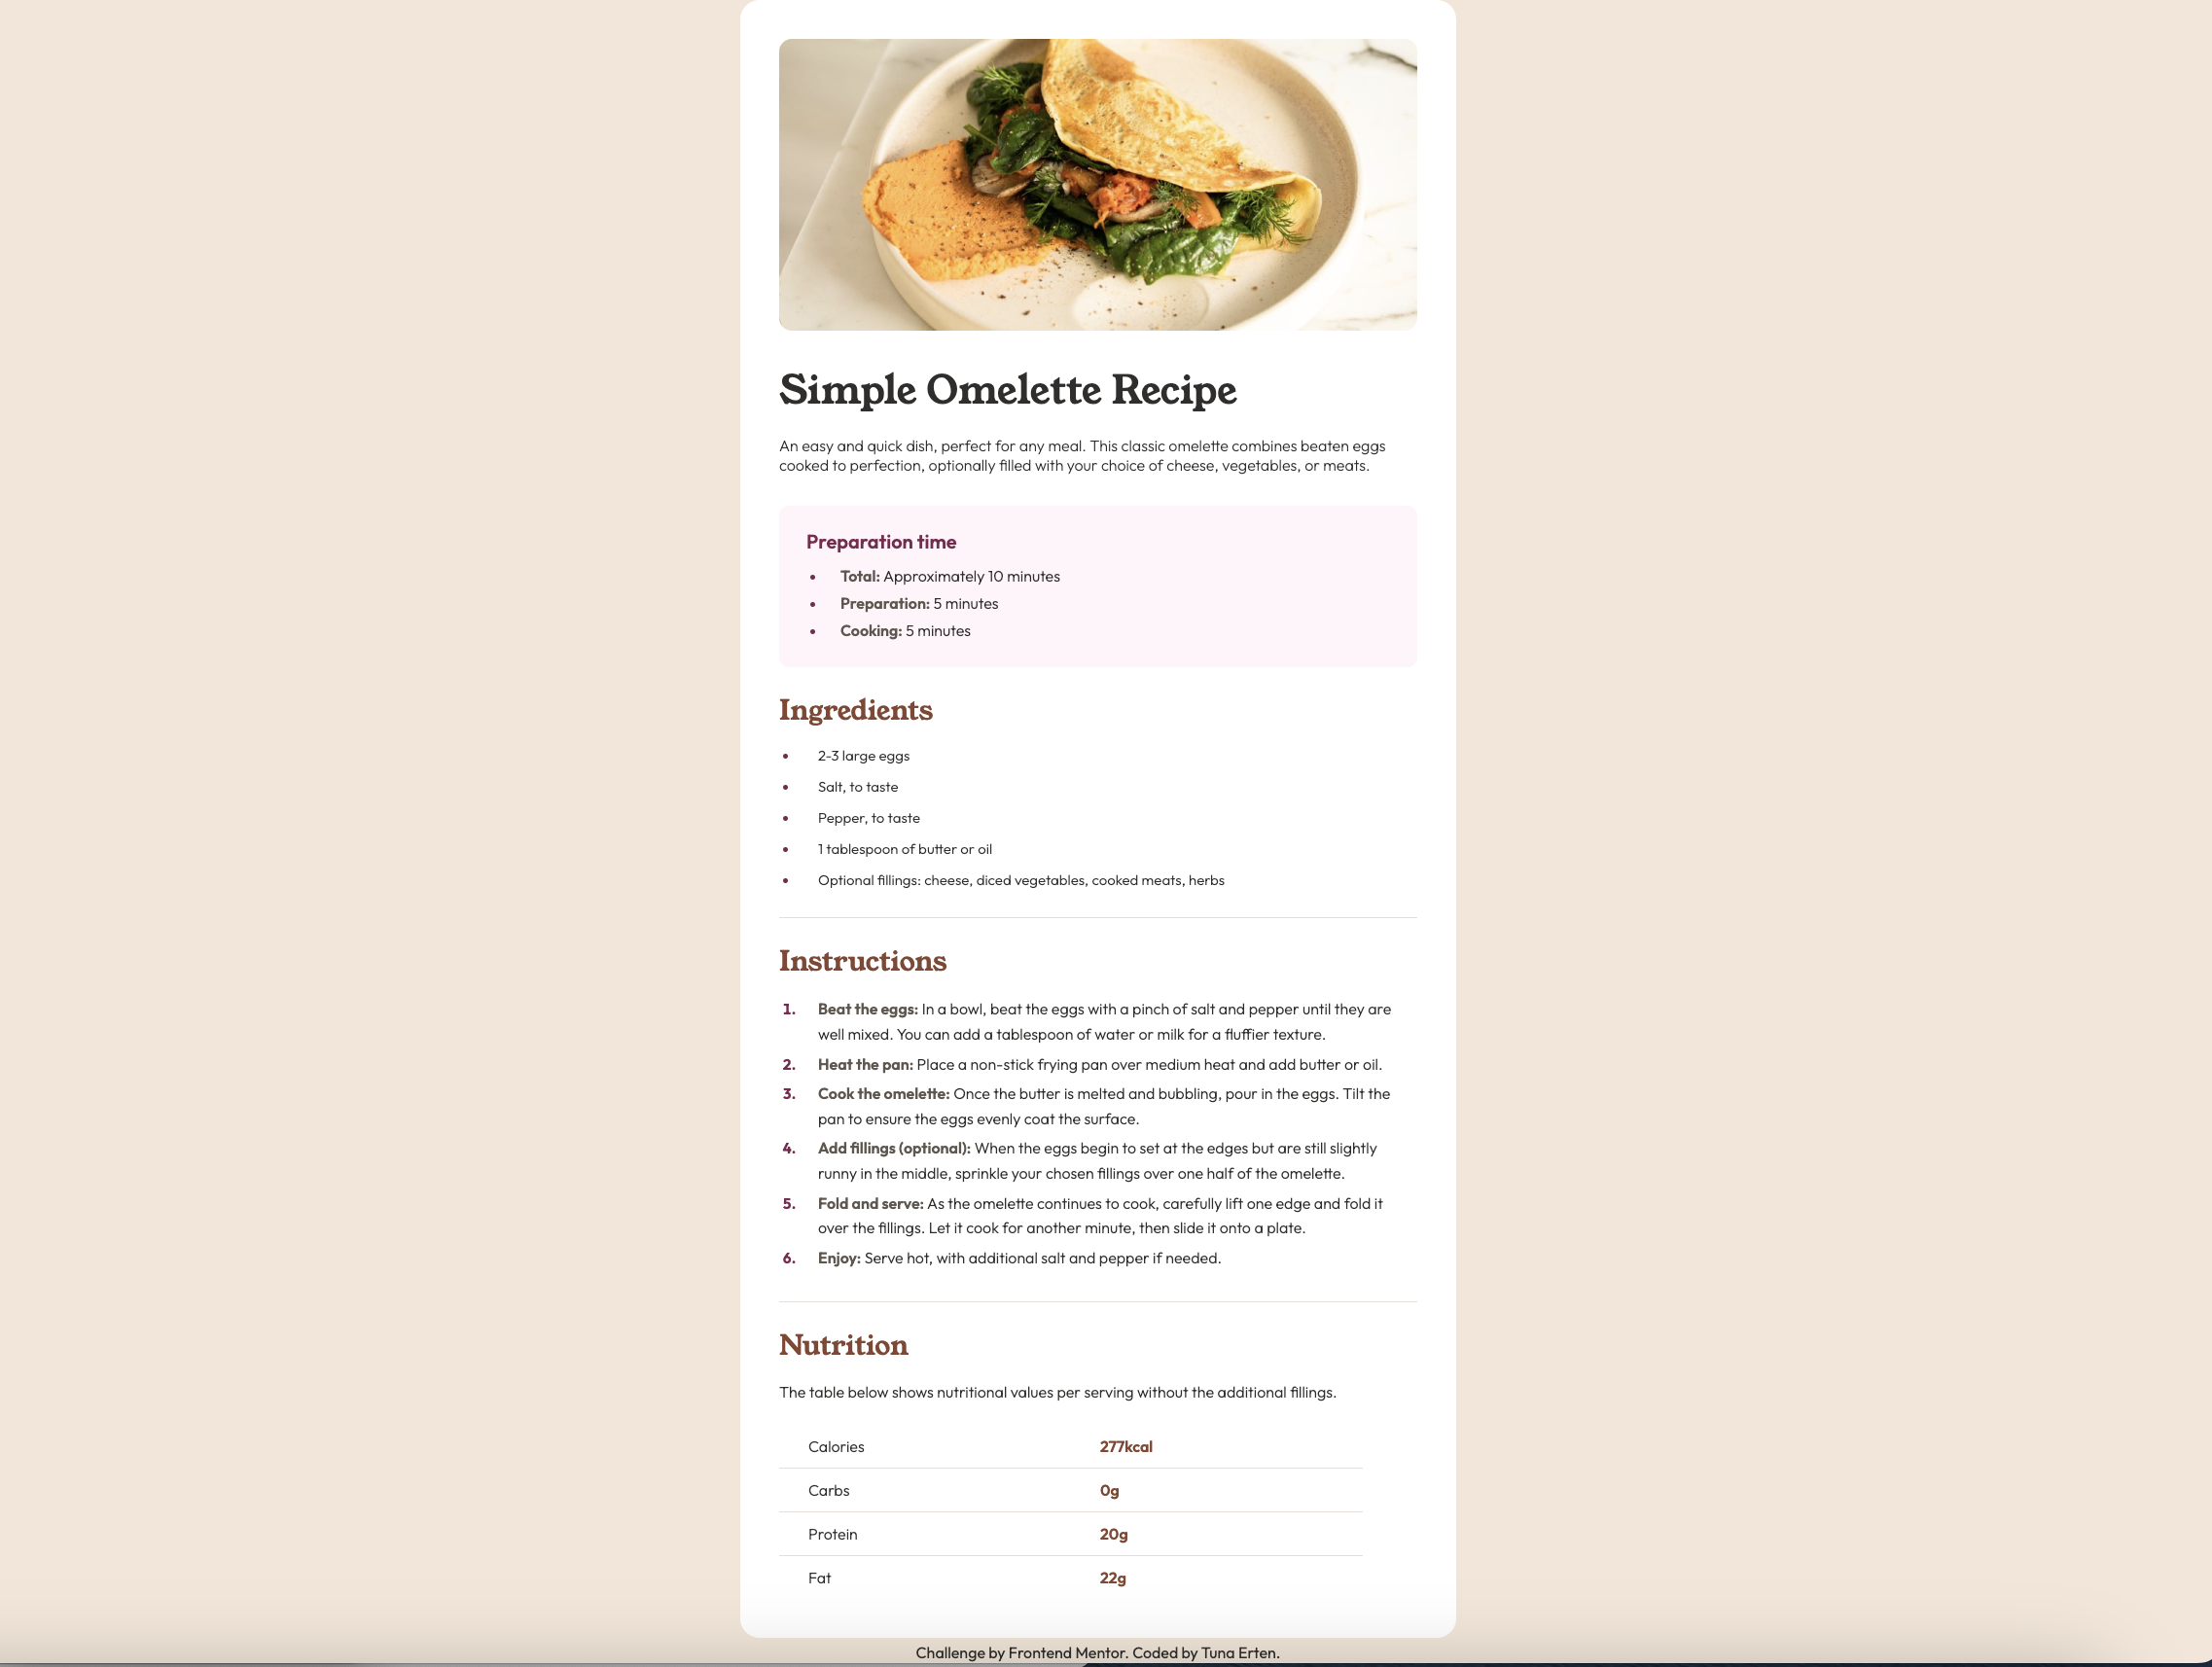 Simple Omelette Recipe
An easy and quick dish, perfect for any meal. This classic omelette combines beaten eggs
cooked to perfection, optionally filled with your choice of cheese, vegetables, or meats.
Preparation time
• Total: Approximately 10 minutes
• Preparation: 5 minutes
• Cooking: 5 minutes
Ingredients
• 2-3 large eggs
• Salt, to taste
• Pepper, to taste
• 1 tablespoon of butter or oil
• Optional fillings: cheese, diced vegetables, cooked meats, herbs
Instructions
1. Beat the eggs: In a bowl, beat the eggs with a pinch of salt and pepper until they are
well mixed. You can add a tablespoon of water or milk for a fluffier texture.
2. Heat the pan: Place a non-stick frying pan over medium heat and add butter or oil.
3. Cook the omelette: Once the butter is melted and bubbling, pour in the eggs. Tilt the
pan to ensure the eggs evenly coat the surface.
4. Add fillings (optional): When the eggs begin to set at the edges but are still slightly
runny in the middle, sprinkle your chosen fillings over one half of the omelette.
5. Fold and serve: As the omelette continues to cook, carefully lift one edge and fold it
over the fillings. Let it cook for another minute, then slide it onto a plate.
6. Enjoy: Serve hot, with additional salt and pepper if needed.
Nutrition
The table below shows nutritional values per serving without the additional fillings.
Calories 277kcal
Carbs 0g
Protein 20g
Fat 22g
Challenge by Frontend Mentor. Coded by Tuna Erten.